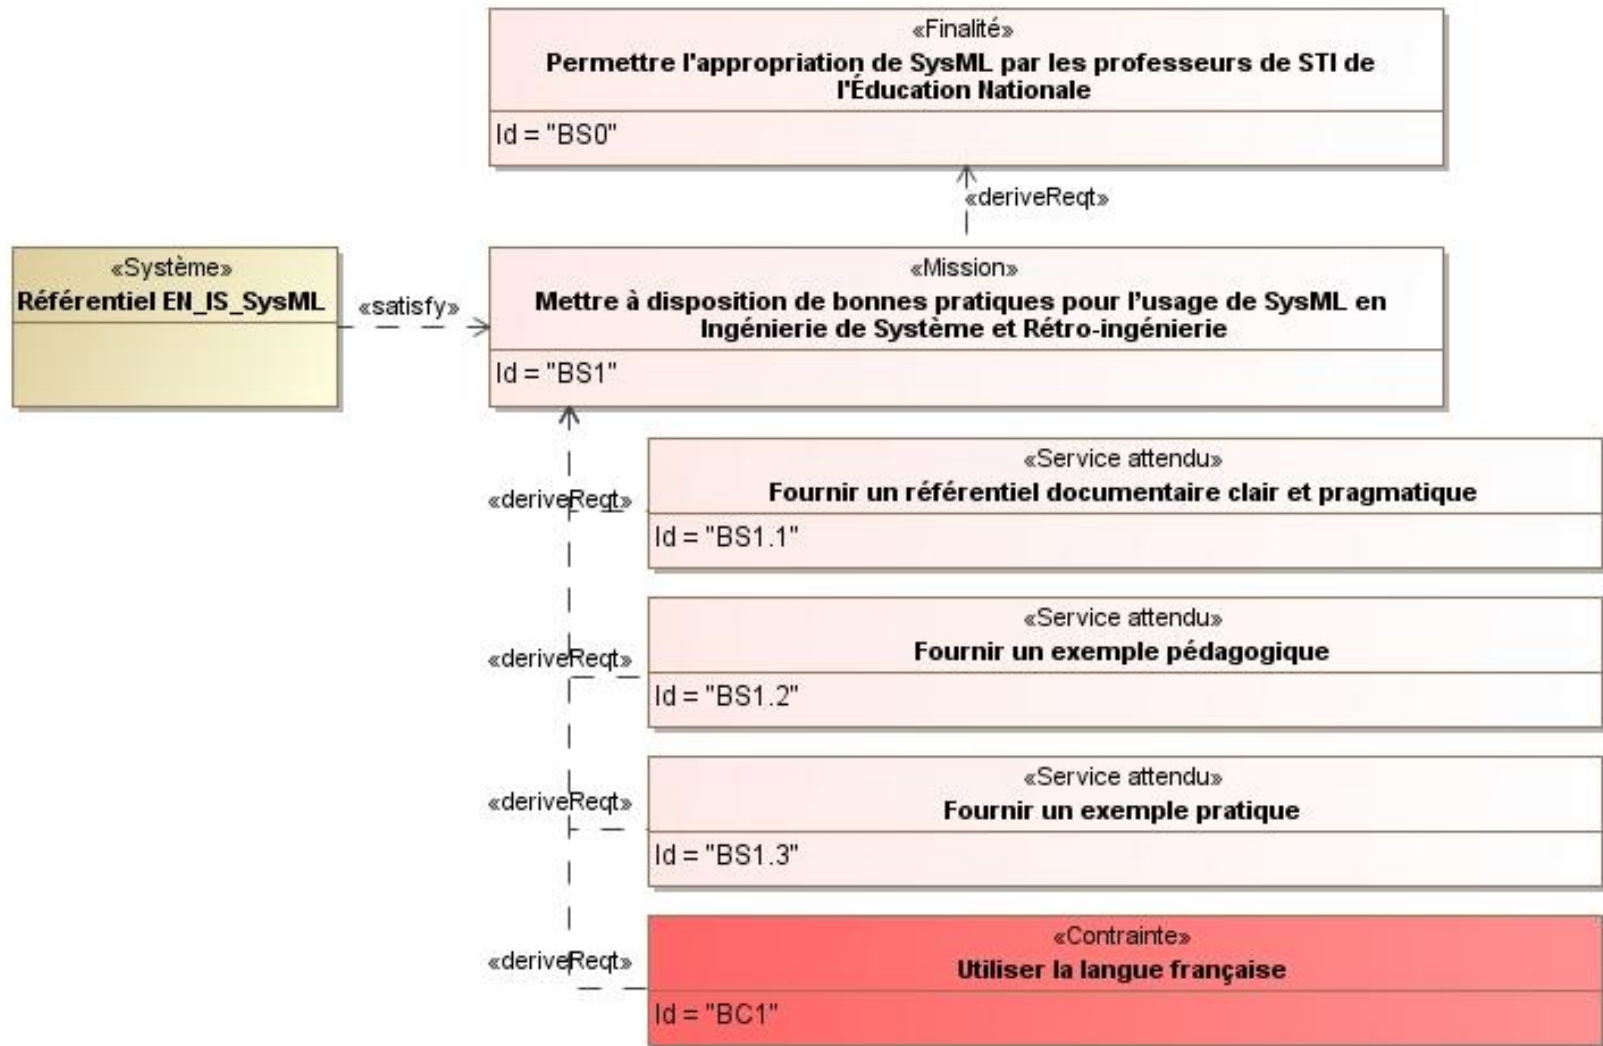 «Finalité»
Permettre l'appropriation de SysML par les professeurs de STI de
l'Éducation Nationale
Id = "BS0"
«deriveReqt»
«Système»
Référentiel EN_IS_SysML
«satisfy»
«Mission»
Mettre à disposition de bonnes pratiques pour l’usage de SysML en
Ingénierie de Système et Rétro-ingénierie
Id = "BS1"
«Service attendu»
Fournir un référentiel documentaire clair et pragmatique
«deriveReqt»
Id = "BS1.1"
«Service attendu»
Fournir un exemple pédagogique
«deriveReqt»
Id = "BS1.2"
«Service attendu»
Fournir un exemple pratique
«deriveReqt»
Id = "BS1.3"
«Contrainte»
Utiliser la langue française
«deriveReqt»
Id = "BC1"